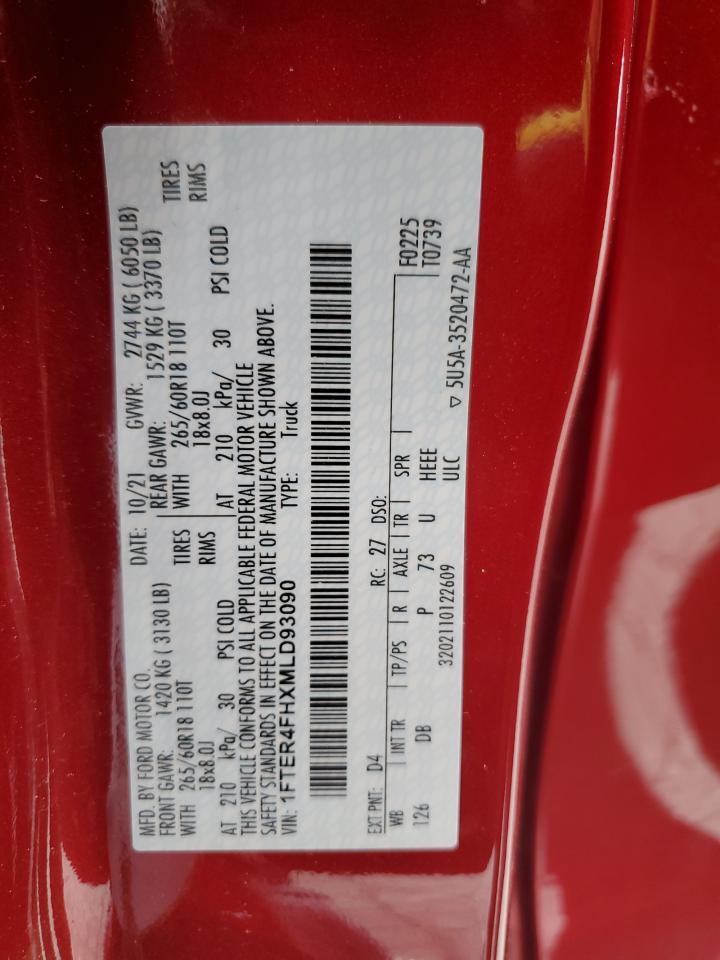 MFD. BY FORD MOTOR CO. DATE: 10/21 GVWR: 2744 KG ( 6050 LB)
FRONT GAWR: 1420 KG ( 3130 LB) REAR GAWR: 1529 KG ( 3370 LB)
WITH 265/60R18 110T TIRES WITH 265/60R18 110T TIRES
18x8.0J RIMS 18x8.0J RIMS
AT 210 kPa/ 30 PSI COLD AT 210 kPa/ 30 PSI COLD
THIS VEHICLE CONFORMS TO ALL APPLICABLE FEDERAL MOTOR VEHICLE
SAFETY STANDARDS IN EFFECT ON THE DATE OF MANUFACTURE SHOWN ABOVE.
VIN: 1FTER4FHXMLD93090 TYPE: Truck
EXT PNT: D4 RC: 27 DSO: F0225
WB INT TR TP/PS R AXLE TR SPR T0739
126 DB P 73 U HEEE
3202110122609 ULC ▽ 5U5A-3520472-AA